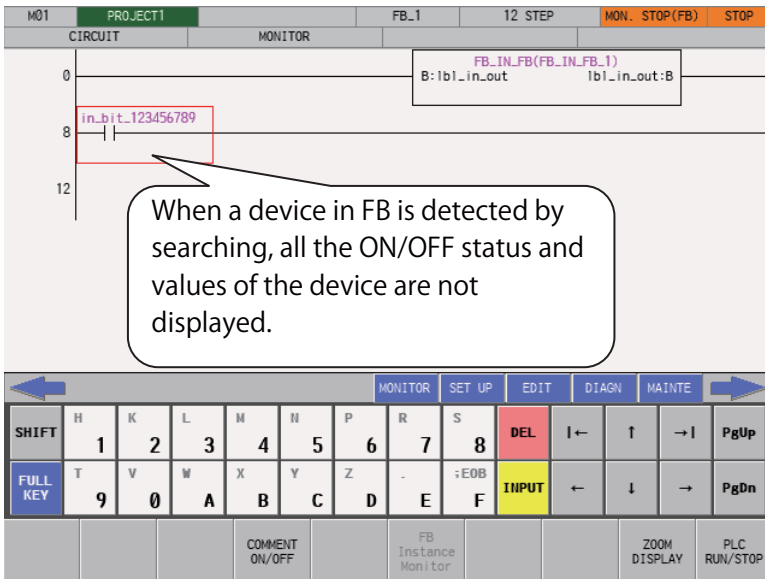 M01 PROJECT1 FB_1 12 STEP MON. STOP(FB) STOP
CIRCUIT MONITOR
FB_IN_FB(FB_IN_FB_1)
0 B:lbl_in_out lbl_in_out:B
in_bit_123456789
8
12
When a device in FB is detected by
searching, all the ON/OFF status and
values of the device are not
displayed.
MONITOR SET UP EDIT DIAGN MAINTE
SHIFT H 1 K 2 L 3 M 4 N 5 P 6 R 7 S 8 DEL |← ↑ →| PgUp
FULL KEY T 9 V 0 W A X B Y C Z D . E ;EOB F INPUT ← ↓ → PgDn
COMMENT FB ZOOM PLC
ON/OFF Instance DISPLAY RUN/STOP
Monitor